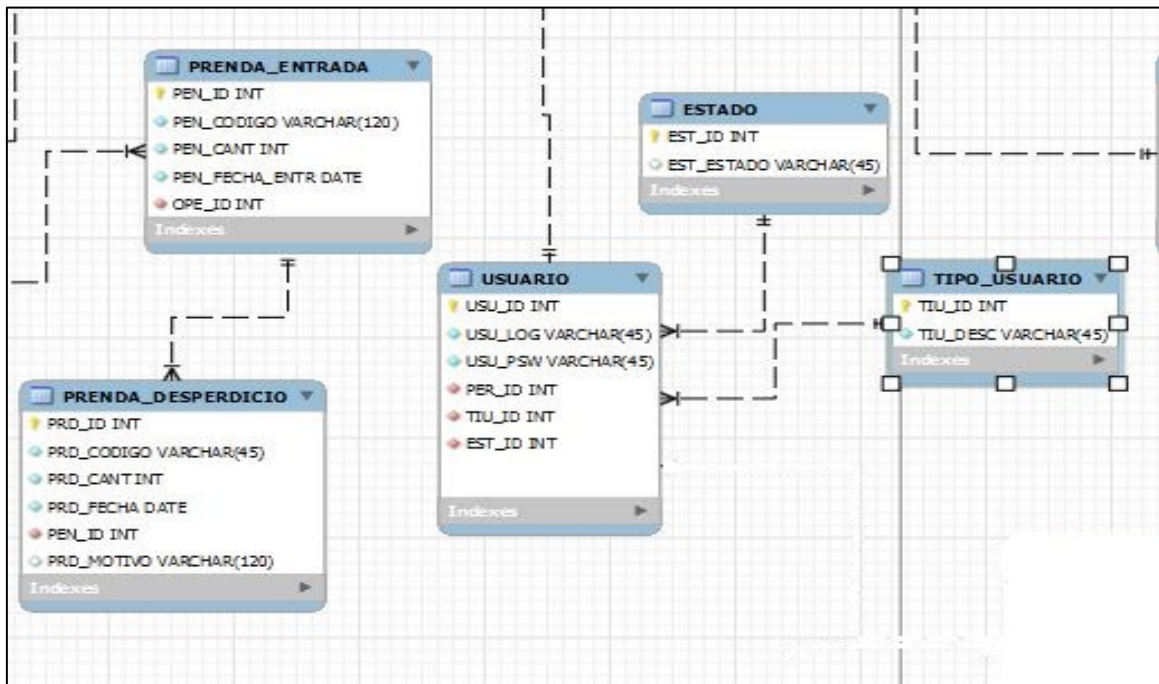 PRENDA_ENTRADA
PEN_ID INT
PEN_CODIGO VARCHAR(120)
PEN_CANT INT
PEN_FECHA_ENTR DATE
OPE_ID INT
Indexes
ESTADO
EST_ID INT
EST_ESTADO VARCHAR(45)
Indexes
USUARIO
USU_ID INT
USU_LOG VARCHAR(45)
USU_PSW VARCHAR(45)
PER_ID INT
TIU_ID INT
EST_ID INT
Indexes
TIPO_USUARIO
TIU_ID INT
TIU_DESC VARCHAR(45)
Indexes
PRENDA_DESPERDICIO
PRD_ID INT
PRD_CODIGO VARCHAR(45)
PRD_CANT INT
PRD_FECHA DATE
PEN_ID INT
PRD_MOTIVO VARCHAR(120)
Indexes